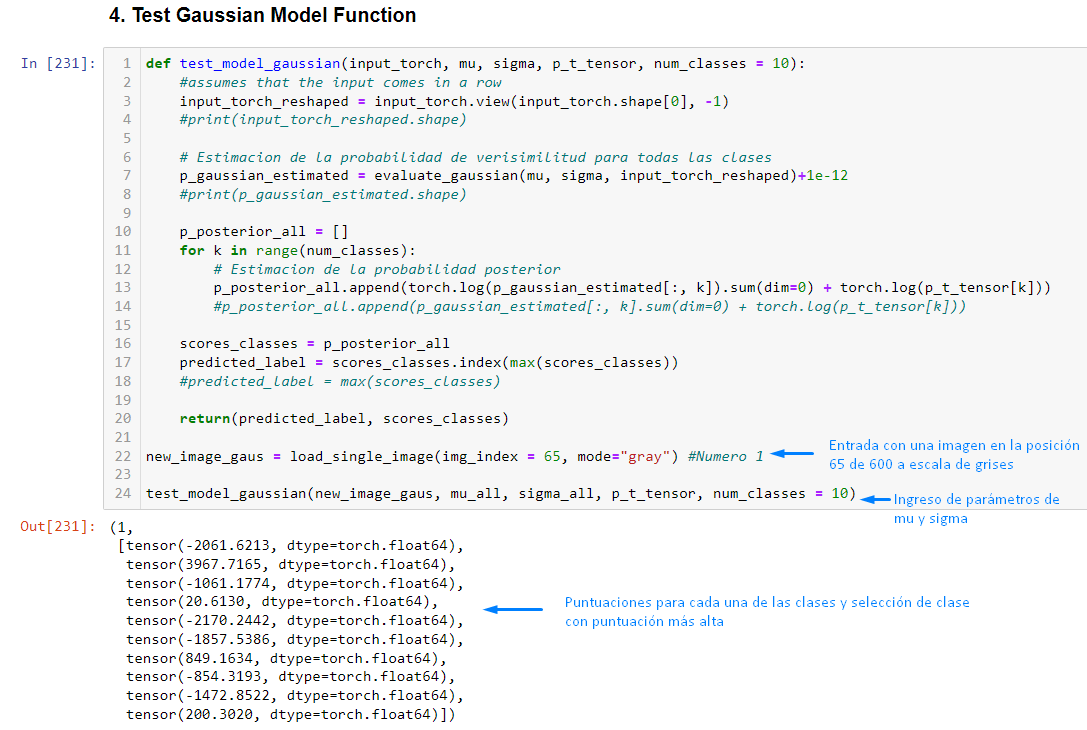 4. Test Gaussian Model Function
In [231]:
1 def test_model_gaussian(input_torch, mu, sigma, p_t_tensor, num_classes = 10):
2     #assumes that the input comes in a row
3     input_torch_reshaped = input_torch.view(input_torch.shape[0], -1)
4     #print(input_torch_reshaped.shape)
5
6     # Estimacion de la probabilidad de verisimilitud para todas las clases
7     p_gaussian_estimated = evaluate_gaussian(mu, sigma, input_torch_reshaped)+1e-12
8     #print(p_gaussian_estimated.shape)
9
10     p_posterior_all = []
11     for k in range(num_classes):
12         # Estimacion de la probabilidad posterior
13         p_posterior_all.append(torch.log(p_gaussian_estimated[:, k]).sum(dim=0) + torch.log(p_t_tensor[k]))
14         #p_posterior_all.append(p_gaussian_estimated[:, k].sum(dim=0) + torch.log(p_t_tensor[k]))
15
16     scores_classes = p_posterior_all
17     predicted_label = scores_classes.index(max(scores_classes))
18     #predicted_label = max(scores_classes)
19
20     return(predicted_label, scores_classes)
21
22 new_image_gaus = load_single_image(img_index = 65, mode="gray") #Numero 1
Entrada con una imagen en la posición
65 de 600 a escala de grises
23
24 test_model_gaussian(new_image_gaus, mu_all, sigma_all, p_t_tensor, num_classes = 10)
Ingreso de parámetros de
mu y sigma
Out[231]: (1,
[tensor(-2061.6213, dtype=torch.float64),
tensor(3967.7165, dtype=torch.float64),
tensor(-1061.1774, dtype=torch.float64),
tensor(20.6130, dtype=torch.float64),
tensor(-2170.2442, dtype=torch.float64),
tensor(-1857.5386, dtype=torch.float64),
tensor(849.1634, dtype=torch.float64),
tensor(-854.3193, dtype=torch.float64),
tensor(-1472.8522, dtype=torch.float64),
tensor(200.3020, dtype=torch.float64)])
Puntuaciones para cada una de las clases y selección de clase
con puntuación más alta